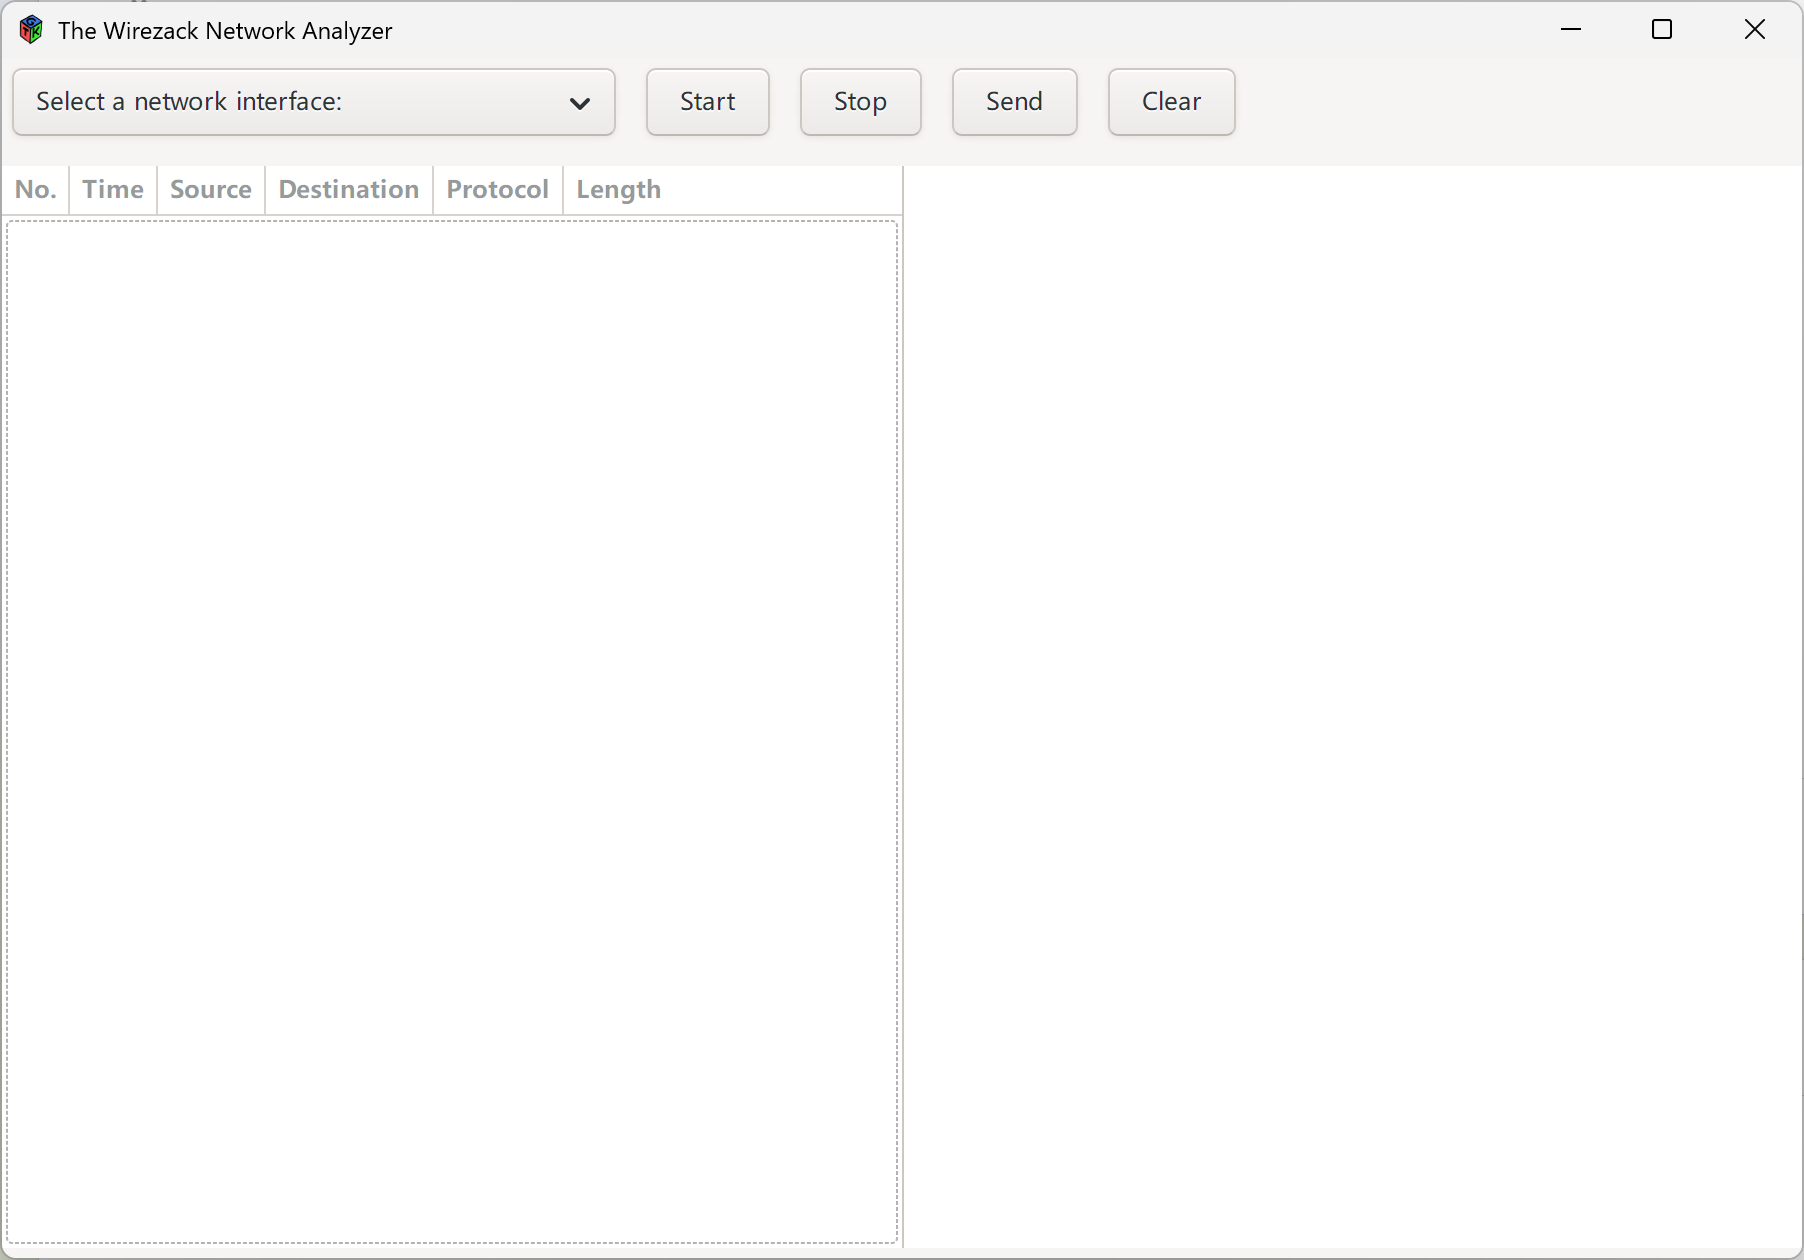 The Wirezack Network Analyzer
Select a network interface: Start Stop Send Clear
No. Time Source Destination Protocol Length